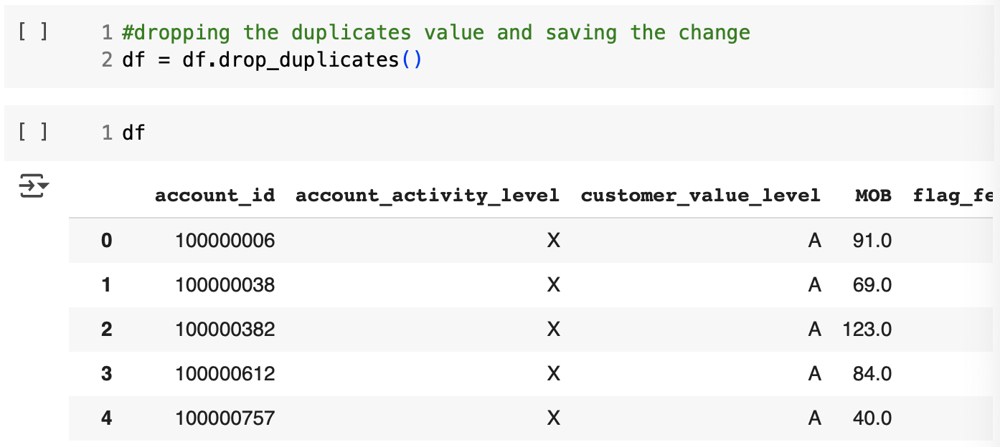 [ ] 1 #dropping the duplicates value and saving the change
2 df = df.drop_duplicates()
[ ] 1 df
account_id account_activity_level customer_value_level MOB flag_fe
0 100000006 X A 91.0
1 100000038 X A 69.0
2 100000382 X A 123.0
3 100000612 X A 84.0
4 100000757 X A 40.0